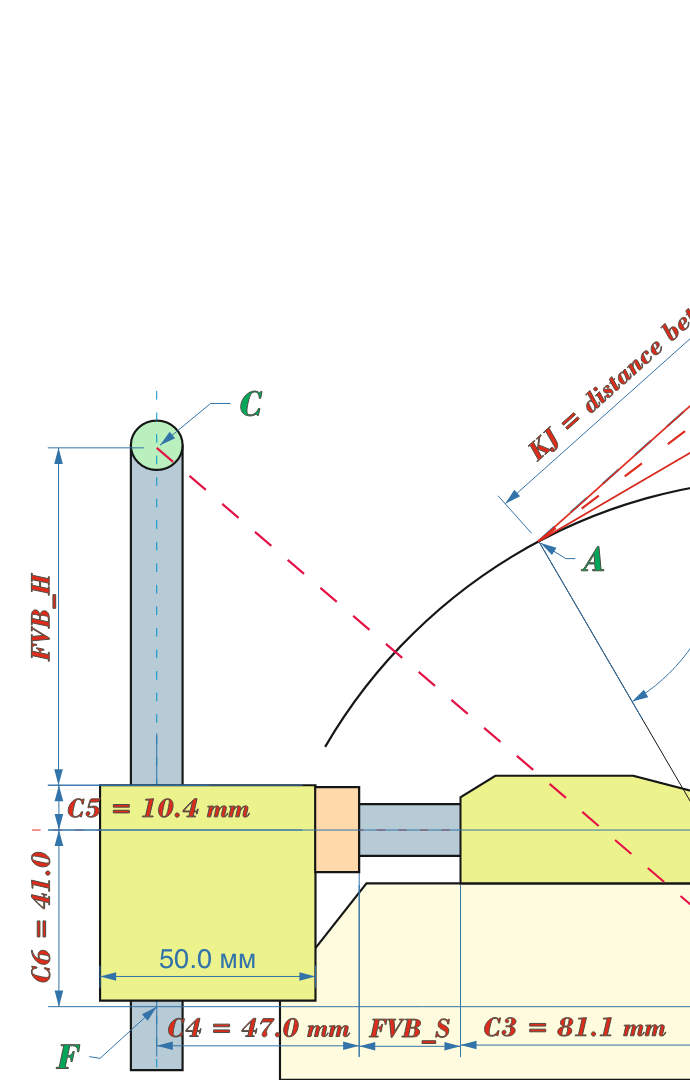 KJ = distance bet
C
A
FVB_H
C5 = 10.4 mm
C6 = 41.0
50.0 мм
C4 = 47.0 mm
FVB_S
C3 = 81.1 mm
F